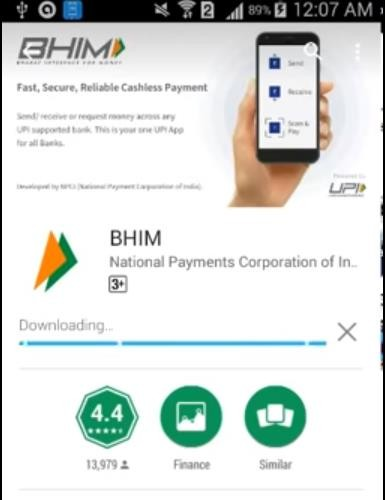 2 89% 12:07 AM
BHIM
BHARAT INTERFACE FOR MONEY
Fast, Secure, Reliable Cashless Payment
Send/ receive or request money across any
UPI supported bank. This is your one UPI App
for all Banks.
Developed by NPCI (National Payment Corporation of India).
Send
Receive
Scan &
Pay
Powered by
UPI
BHIM
National Payments Corporation of In..
3+
Downloading...
4.4
13,979
Finance
Similar